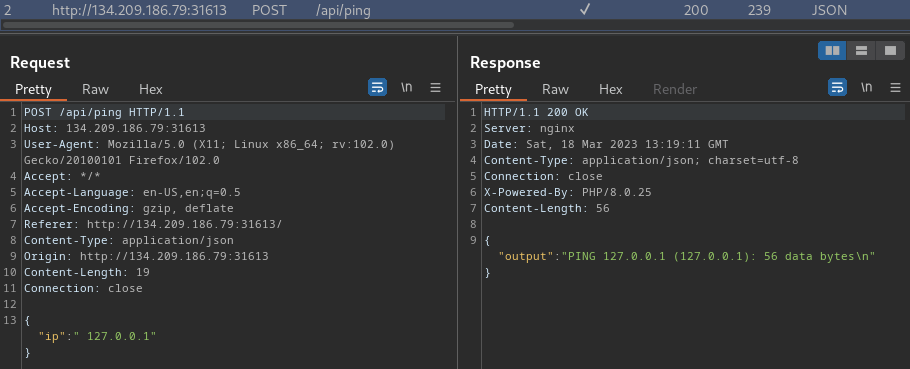 2 http://134.209.186.79:31613 POST /api/ping ✓ 200 239 JSON
Request
Pretty Raw Hex \n
1 POST /api/ping HTTP/1.1
2 Host: 134.209.186.79:31613
3 User-Agent: Mozilla/5.0 (X11; Linux x86_64; rv:102.0)
Gecko/20100101 Firefox/102.0
4 Accept: */*
5 Accept-Language: en-US,en;q=0.5
6 Accept-Encoding: gzip, deflate
7 Referer: http://134.209.186.79:31613/
8 Content-Type: application/json
9 Origin: http://134.209.186.79:31613
10 Content-Length: 19
11 Connection: close
12
13 {
"ip":" 127.0.0.1"
}
Response
Pretty Raw Hex Render \n
1 HTTP/1.1 200 OK
2 Server: nginx
3 Date: Sat, 18 Mar 2023 13:19:11 GMT
4 Content-Type: application/json; charset=utf-8
5 Connection: close
6 X-Powered-By: PHP/8.0.25
7 Content-Length: 56
8
9 {
"output":"PING 127.0.0.1 (127.0.0.1): 56 data bytes\n"
}